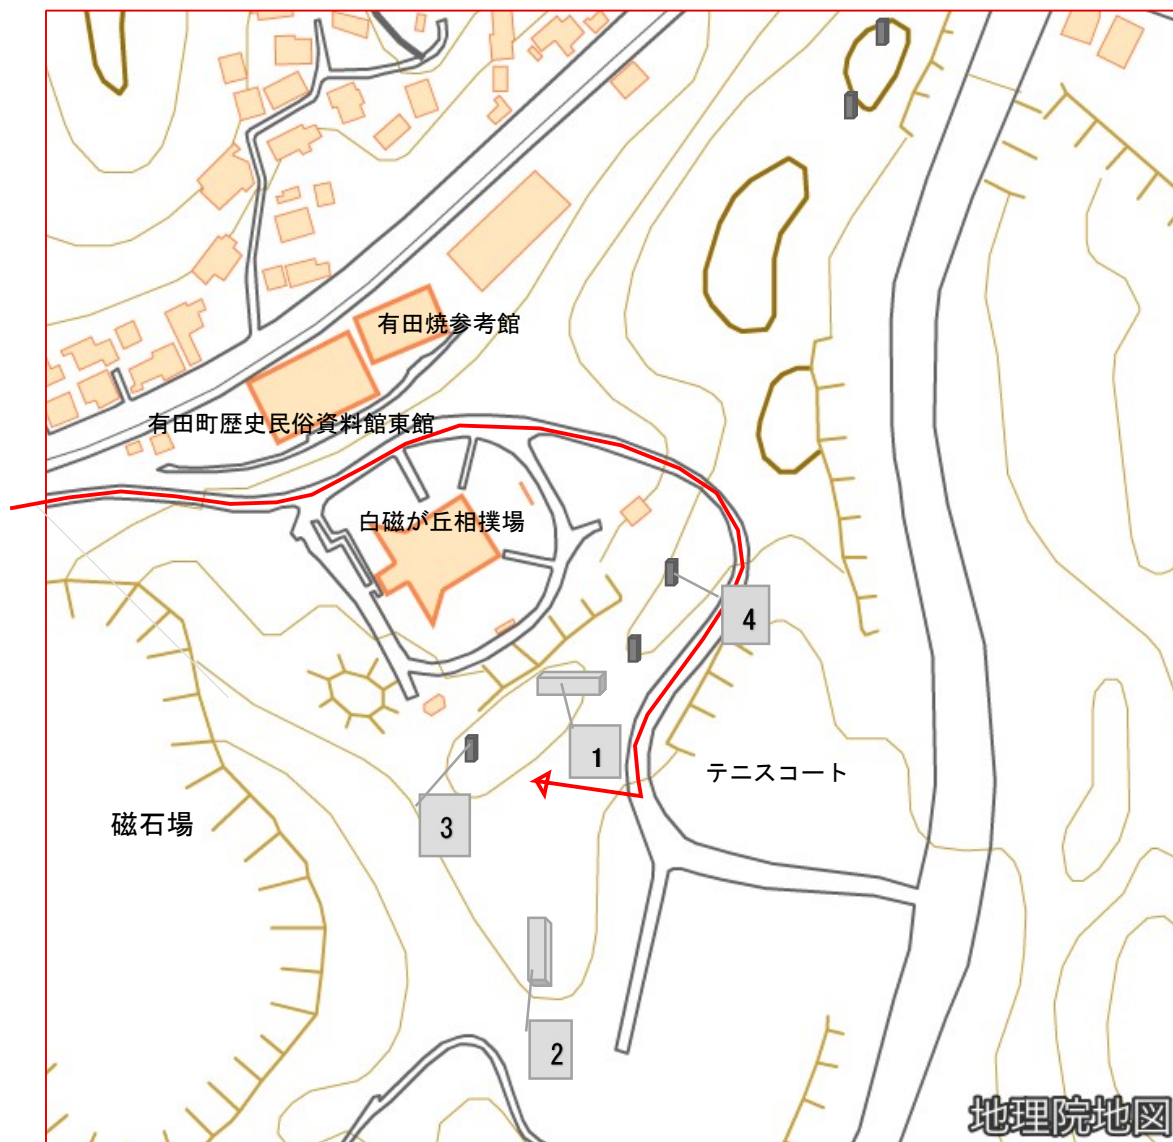 有田焼参考館
有田町歴史民俗資料館東館
白磁が丘相撲場
4
1
テニスコート
3
磁石場
2
地理院地図